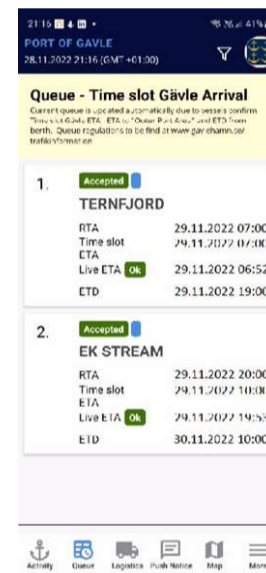 21:16 41%
PORT OF GAVLE
28.11.2022 21:16 (GMT +01:00)
Queue - Time slot Gävle Arrival
Current queue is updated automatically due to vessels confirm
Time slot Gävle ETA, ETA to "Outer Port Area" and ETD from
berth. Queue regulations to be find at www.gavlehamn.se/
trafikinformation
1. Accepted
TERNFJORD
RTA 29.11.2022 07:00
Time slot 29.11.2022 07:00
ETA
Live ETA Ok 29.11.2022 06:52
ETD 29.11.2022 19:00
2. Accepted
EK STREAM
RTA 29.11.2022 20:00
Time slot 29.11.2022
ETA
Live ETA Ok 29.11.2022 19:53
ETD 30.11.2022 10:00
Activity Queue Logistics Push Notice Map More